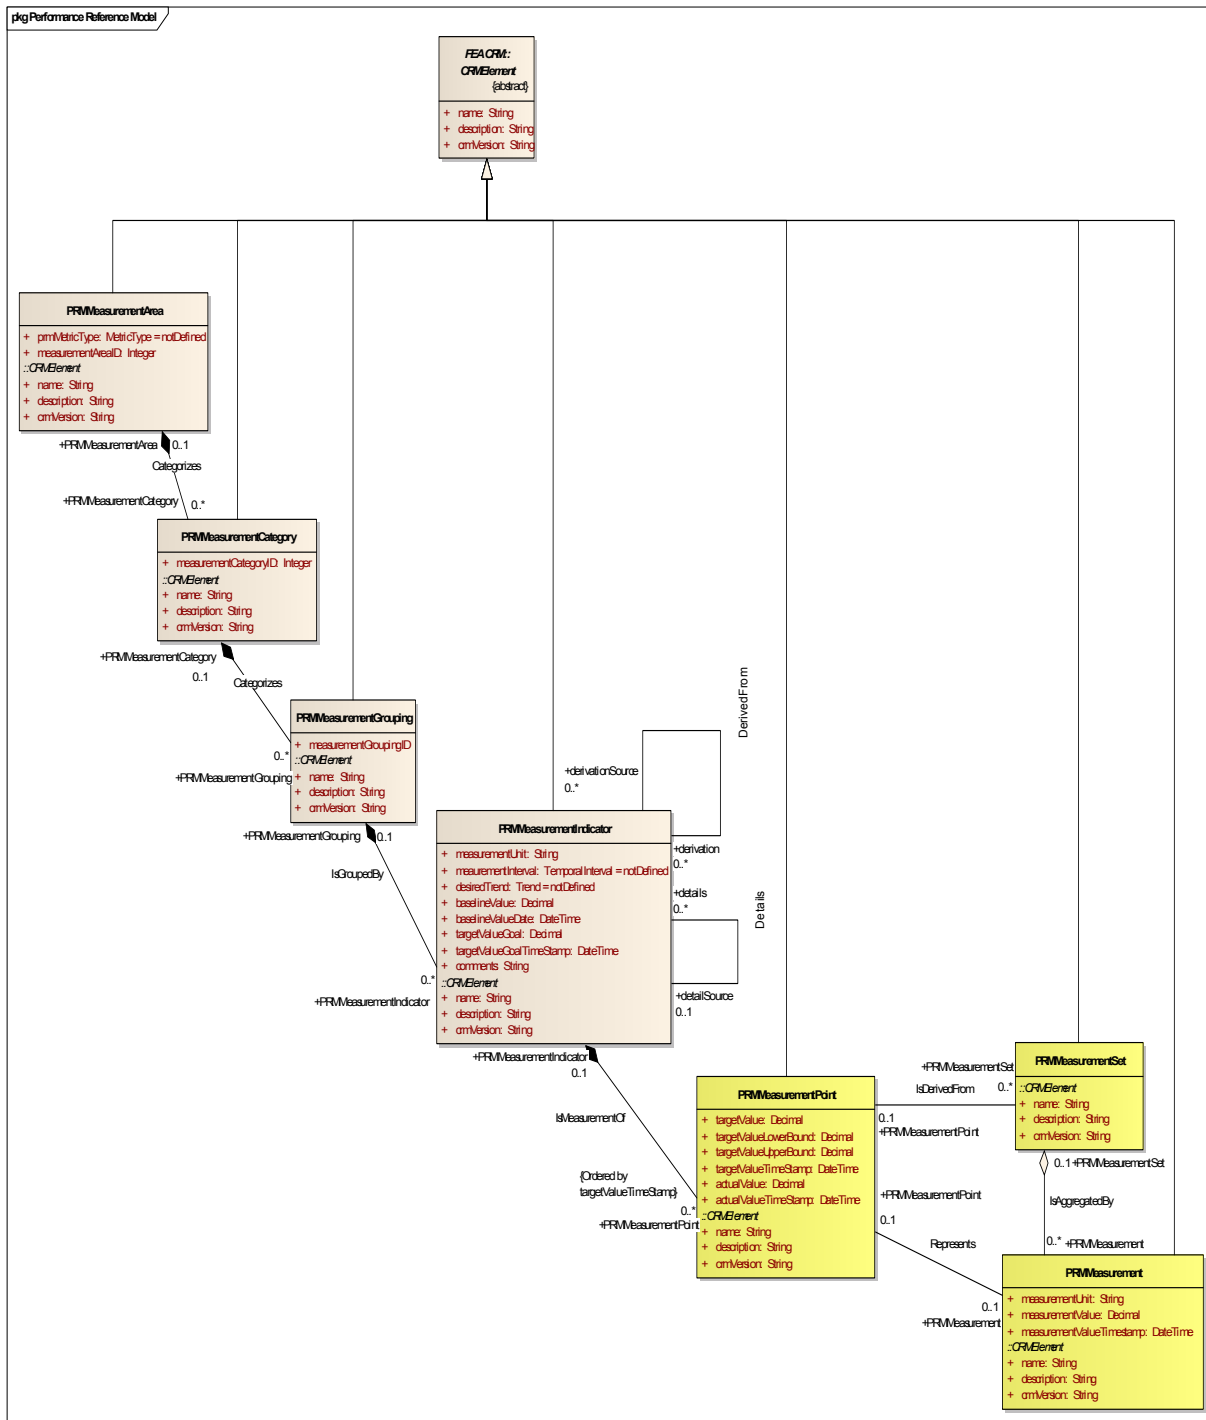 pkg Performance Reference Model
FEA CRM::
CRMElement
{abstract}
+ name: String
+ description: String
+ crmVersion: String
PRMMeasurementArea
+ prmMetricType: MetricType = notDefined
+ measurementAreaID: Integer
::CRMElement
+ name: String
+ description: String
+ crmVersion: String
+PRMMeasurementArea 0..1
Categorizes
+PRMMeasurementCategory 0..*
PRMMeasurementCategory
+ measurementCategoryID: Integer
::CRMElement
+ name: String
+ description: String
+ crmVersion: String
+PRMMeasurementCategory
0..1
Categorizes
0..*
+PRMMeasurementGrouping
PRMMeasurementGrouping
+ measurementGroupingID
::CRMElement
+ name: String
+ description: String
+ crmVersion: String
+PRMMeasurementGrouping 0..1
IsGroupedBy
0..*
+PRMMeasurementIndicator
DerivedFrom
+derivationSource
0..*
+derivation
0..*
+details
0..*
Details
+detailSource
0..1
PRMMeasurementIndicator
+ measurementUnit: String
+ meaurementInterval: TemporalInterval = notDefined
+ desiredTrend: Trend = notDefined
+ baselineValue: Decimal
+ baselineValueDate: DateTime
+ targetValueGoal: Decimal
+ targetValueGoalTimeStamp: DateTime
+ comments: String
::CRMElement
+ name: String
+ description: String
+ crmVersion: String
+PRMMeasurementIndicator
0..1
IsMeasurementOf
{Ordered by
targetValueTimeStamp}
0..*
+PRMMeasurementPoint
PRMMeasurementPoint
+ targetValue: Decimal
+ targetValueLowerBound: Decimal
+ targetValueUpperBound: Decimal
+ targetValueTimeStamp: DateTime
+ actualValue: Decimal
+ actualValueTimeStamp: DateTime
::CRMElement
+ name: String
+ description: String
+ crmVersion: String
+PRMMeasurementSet
IsDerivedFrom 0..*
0..1
+PRMMeasurementPoint
PRMMeasurementSet
::CRMElement
+ name: String
+ description: String
+ crmVersion: String
0..1 +PRMMeasurementSet
IsAggregatedBy
0..* +PRMMeasurement
+PRMMeasurementPoint
0..1
Represents
0..1
+PRMMeasurement
PRMMeasurement
+ measurementUnit: String
+ measurementValue: Decimal
+ measurementValueTimestamp: DateTime
::CRMElement
+ name: String
+ description: String
+ crmVersion: String